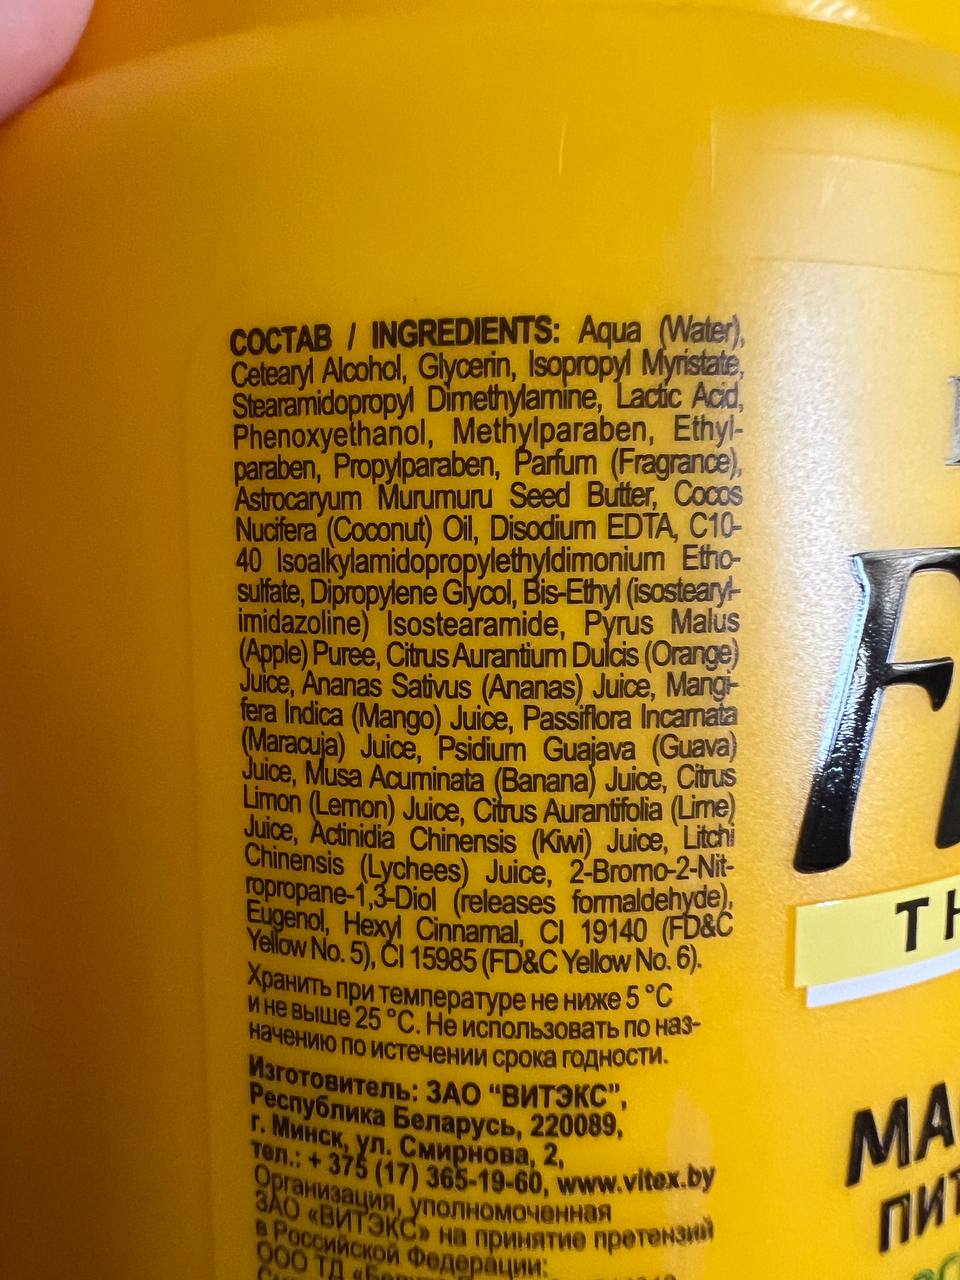 СОСТАВ / INGREDIENTS: Aqua (Water),
Cetearyl Alcohol, Glycerin, Isopropyl Myristate,
Stearamidopropyl Dimethylamine, Lactic Acid,
Phenoxyethanol, Methylparaben, Ethyl-
paraben, Propylparaben, Parfum (Fragrance),
Astrocaryum Murumuru Seed Butter, Cocos
Nucifera (Coconut) Oil, Disodium EDTA, C10-
40 Isoalkylamidopropylethyldimonium Etho-
sulfate, Dipropylene Glycol, Bis-Ethyl (isostearyl-
imidazoline) Isostearamide, Pyrus Malus
(Apple) Puree, Citrus Aurantium Dulcis (Orange)
Juice, Ananas Sativus (Ananas) Juice, Mangi-
fera Indica (Mango) Juice, Passiflora Incarnata
(Maracuja) Juice, Psidium Guajava (Guava)
Juice, Musa Acuminata (Banana) Juice, Citrus
Limon (Lemon) Juice, Citrus Aurantifolia (Lime)
Juice, Actinidia Chinensis (Kiwi) Juice, Litchi
Chinensis (Lychees) Juice, 2-Bromo-2-Nit-
ropropane-1,3-Diol (releases formaldehyde),
Eugenol, Hexyl Cinnamal, CI 19140 (FD&C
Yellow No. 5), CI 15985 (FD&C Yellow No. 6).
Хранить при температуре не ниже 5 °C
и не выше 25 °C. Не использовать по наз-
начению по истечении срока годности.
Изготовитель: ЗАО “ВИТЭКС”,
Республика Беларусь, 220089,
г. Минск, ул. Смирнова, 2,
тел.: + 375 (17) 365-19-60, www.vitex.by
Организация, уполномоченная
ЗАО «ВИТЭКС» на принятие претензий
в Российской Федерации:
ООО ТД
TH
МА
ПИТ